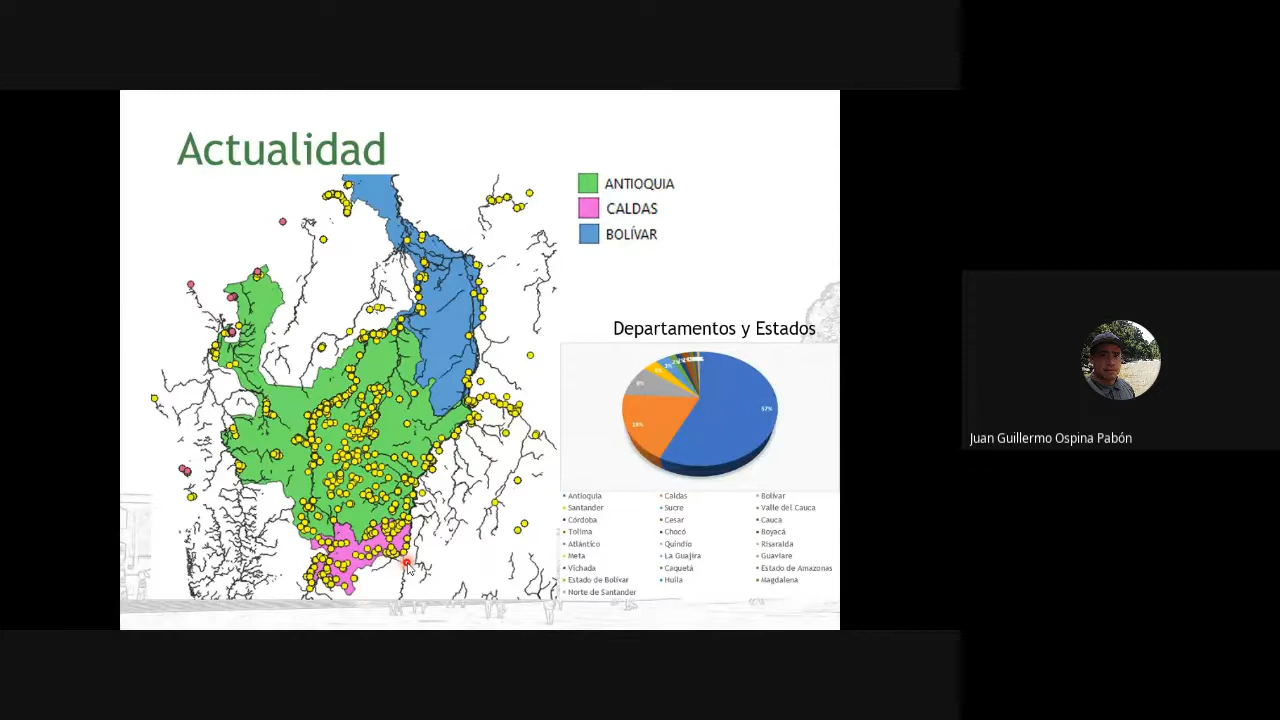 Actualidad
ANTIOQUIA
CALDAS
BOLÍVAR
Departamentos y Estados
57%
8%
Antioquia
Caldas
Bolívar
Santander
Sucre
Valle del Cauca
Córdoba
Cesar
Cauca
Tolima
Chocó
Boyacá
Atlántico
Quindío
Risaralda
Meta
La Guajira
Guaviare
Vichada
Caquetá
Estado de Amazonas
Estado de Bolívar
Huila
Magdalena
Norte de Santander
Juan Guillermo Ospina Pabón